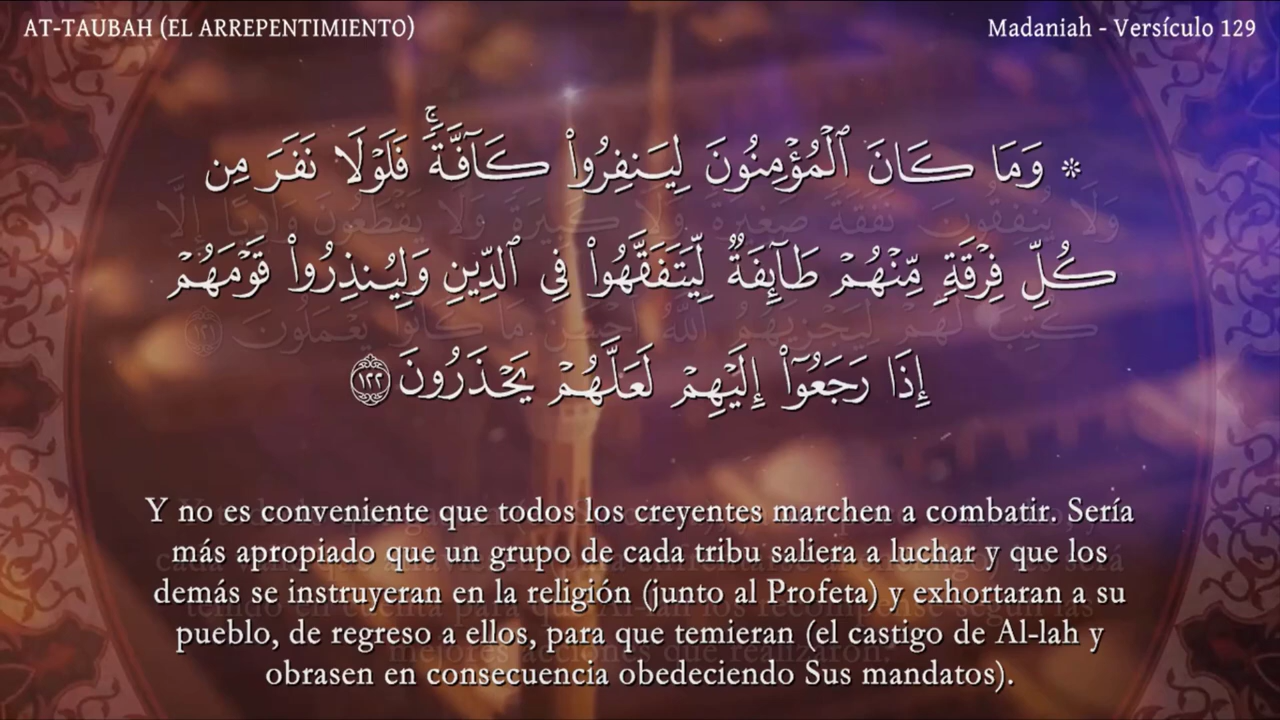 AT-TAUBAH (EL ARREPENTIMIENTO)
Madaniah - Versículo 129
۞ وَمَا كَانَ ٱلْمُؤْمِنُونَ لِيَنفِرُوا۟ كَآفَّةً ۚ فَلَوْلَا نَفَرَ مِن
كُلِّ فِرْقَةٍ مِّنْهُمْ طَآئِفَةٌ لِّيَتَفَقَّهُوا۟ فِى ٱلدِّينِ وَلِيُنذِرُوا۟ قَوْمَهُمْ
إِذَا رَجَعُوٓا۟ إِلَيْهِمْ لَعَلَّهُمْ يَحْذَرُونَ ١٢٢
Y no es conveniente que todos los creyentes marchen a combatir. Sería
más apropiado que un grupo de cada tribu saliera a luchar y que los
demás se instruyeran en la religión (junto al Profeta) y exhortaran a su
pueblo, de regreso a ellos, para que temieran (el castigo de Al-lah y
obrasen en consecuencia obedeciendo Sus mandatos).